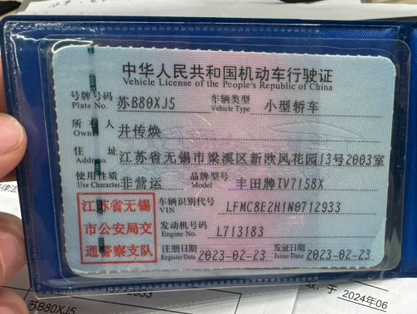 中华人民共和国机动车行驶证
Vehicle License of the People's Republic of China
号牌号码 Plate No. 苏B80XJ5 车辆类型 Vehicle Type 小型轿车
所有人 Owner 井传焕
住址 Address 江苏省无锡市梁溪区新欧风花园13号2003室
使用性质 Use Character 非营运 品牌型号 Model 丰田牌TV7158X
车辆识别代号 VIN LFMC8E2H1N0712933
发动机号码 Engine No. L713183
注册日期 Register Date 2023-02-23 发证日期 Issue Date 2023-02-23
江苏省无锡
市公安局交
通警察支队
苏B80XJ5
2933
于 2024年06